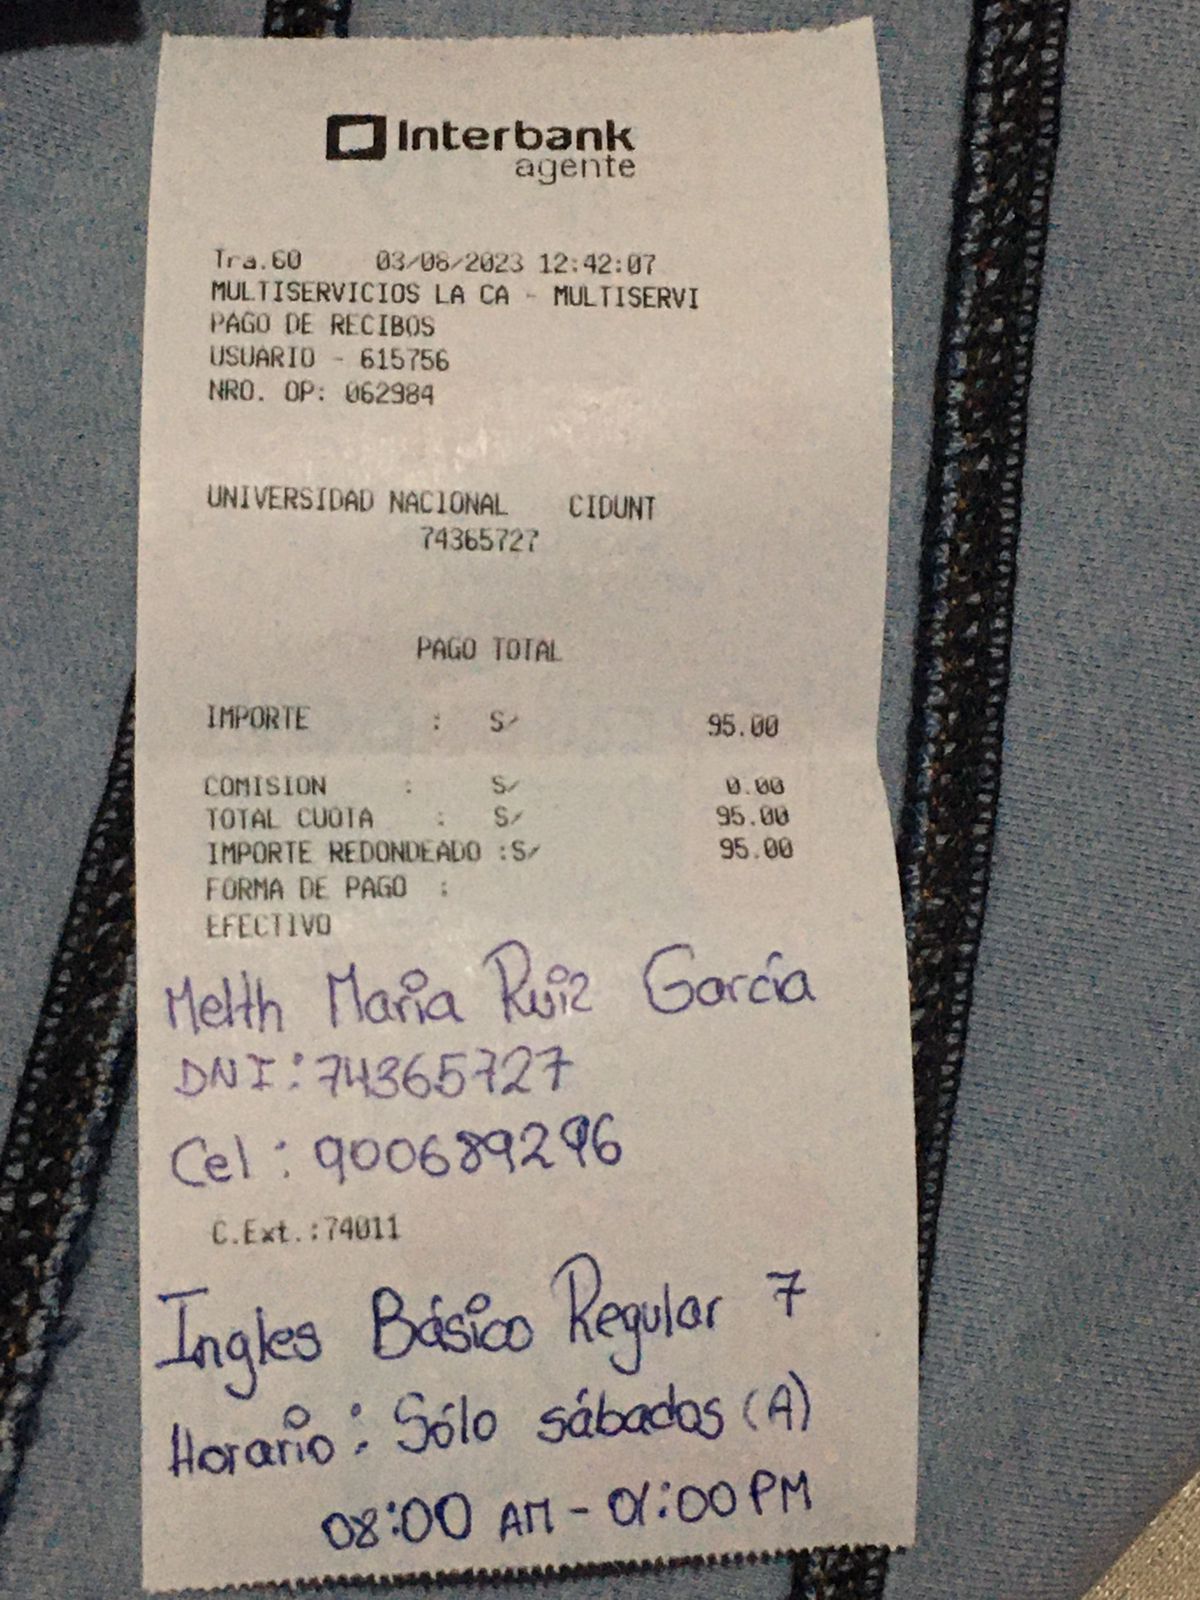 Interbank
agente
Tra.60 03/08/2023 12:42:07
MULTISERVICIOS LA CA - MULTISERVI
PAGO DE RECIBOS
USUARIO - 615756
NRO. OP: 062984
UNIVERSIDAD NACIONAL CIDUNT
74365727
PAGO TOTAL
IMPORTE : S/ 95.00
COMISION : S/ 0.00
TOTAL CUOTA : S/ 95.00
IMPORTE REDONDEADO :S/ 95.00
FORMA DE PAGO :
EFECTIVO
Melth Maria Ruiz García
DNI: 74365727
Cel: 900689296
C.Ext.:74011
Ingles Básico Regular 7
Horario: Sólo sábados (A)
08:00 AM - 01:00 PM